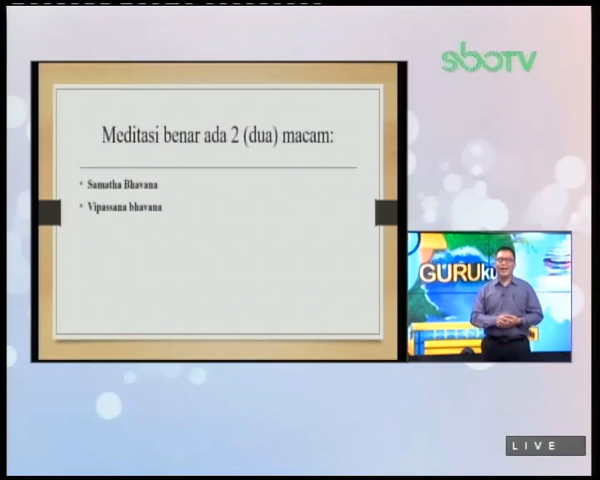 sboTV
Meditasi benar ada 2 (dua) macam:
Samatha Bhavana
Vipassana bhavana
GURUku
LIVE